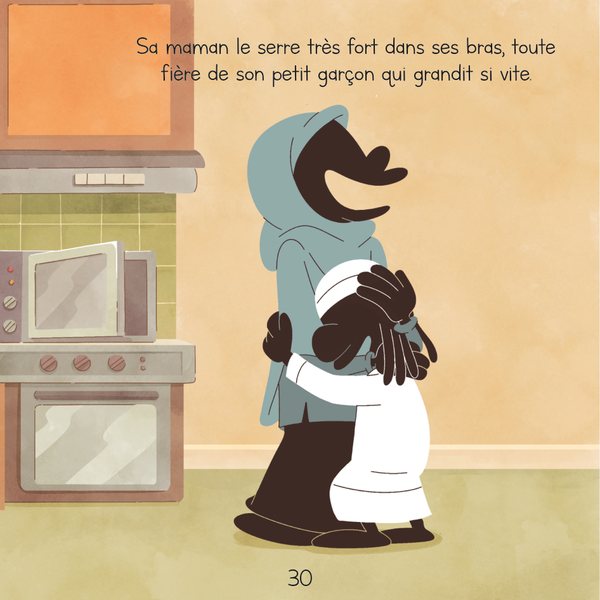 Sa maman le serre très fort dans ses bras, toute
fière de son petit garçon qui grandit si vite.
30